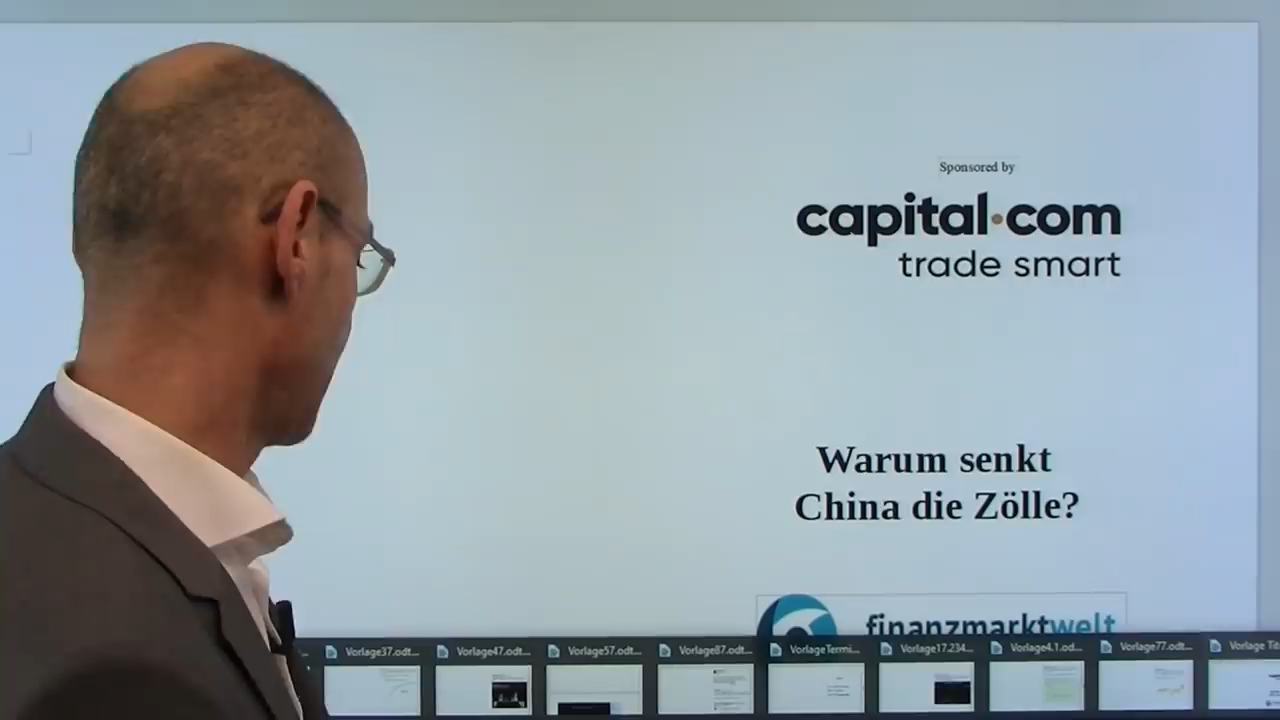 Sponsored by
capital.com
trade smart
Warum senkt
China die Zölle?
finanzmarktwelt
Vorlage37.odt...
Vorlage47.odt...
Vorlage57.odt...
Vorlage87.odt...
VorlageTermi...
Vorlage17.234...
Vorlage4.1.od...
Vorlage77.odt...
Vorlage